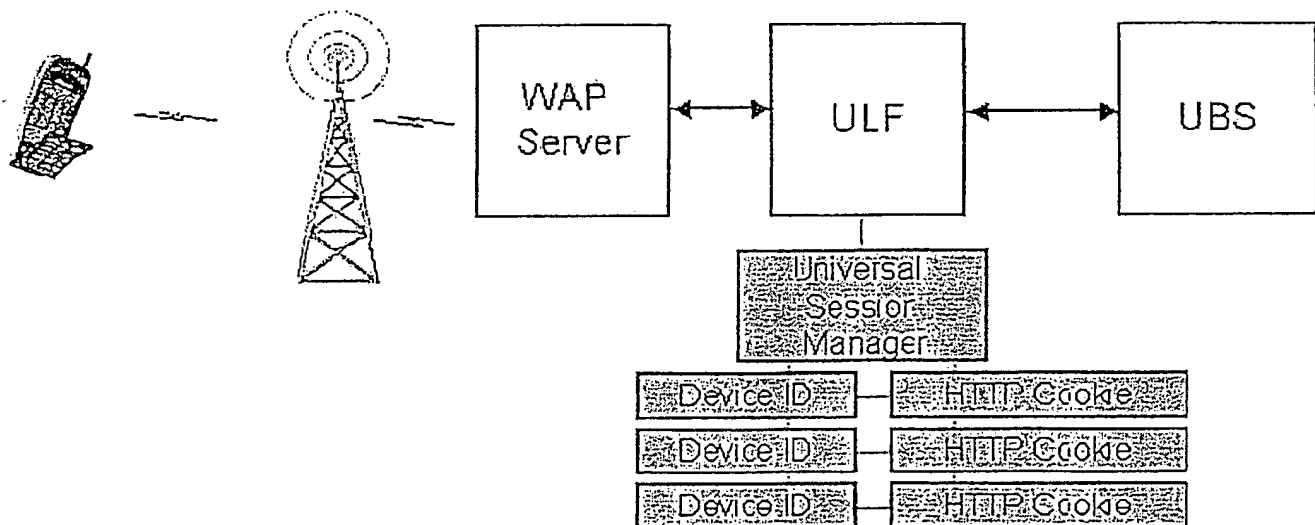 WAP
Server
ULF
UBS
Universal
Session
Manager
Device ID HTTP Cookie
Device ID HTTP Cookie
Device ID HTTP Cookie